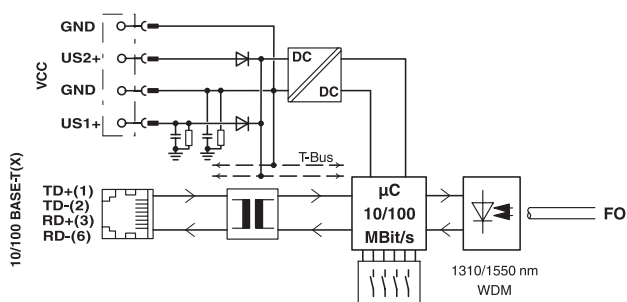 GND
US2+
GND
US1+
VCC
DC
DC
T-Bus
10/100 BASE-T(X)
TD+(1)
TD-(2)
RD+(3)
RD-(6)
µC
10/100
MBit/s
FO
1310/1550 nm
WDM